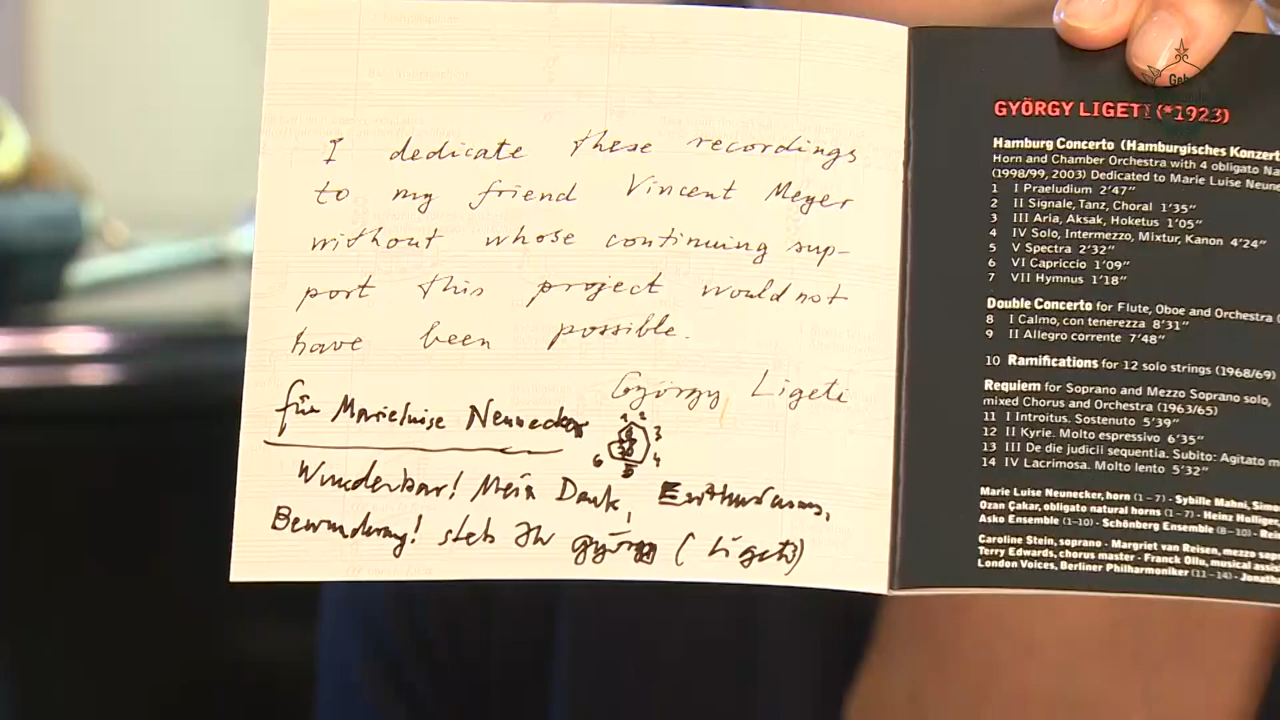 I dedicate these recordings
to my friend Vincent Meyer
without whose continuing sup-
port this project would not
have been possible.
György Ligeti
für Marieluise Neunecker
1 2 3 4 5 6
Wunderbar! Mein Dank, Enthusiasmus,
Bewunderung! stets Ihr György (Ligeti)
GYÖRGY LIGETI (*1923)
Hamburg Concerto (Hamburgisches Konzert
Horn and Chamber Orchestra with 4 obligato Na
(1998/99, 2003) Dedicated to Marie Luise Neune
1 I Praeludium 2'47"
2 II Signale, Tanz, Choral 1'35"
3 III Aria, Aksak, Hoketus 1'05"
4 IV Solo, Intermezzo, Mixtur, Kanon 4'24"
5 V Spectra 2'32"
6 VI Capriccio 1'09"
7 VII Hymnus 1'18"
Double Concerto for Flute, Oboe and Orchestra (
8 I Calmo, con tenerezza 8'31"
9 II Allegro corrente 7'48"
10 Ramifications for 12 solo strings (1968/69)
Requiem for Soprano and Mezzo Soprano solo,
mixed Chorus and Orchestra (1963/65)
11 I Introitus. Sostenuto 5'39"
12 II Kyrie. Molto espressivo 6'35"
13 III De die judicii sequentia. Subito: Agitato m
14 IV Lacrimosa. Molto lento 5'32"
Marie Luise Neunecker, horn (1–7) - Sybille Mahni, Simo
Ozan Çakar, obligato natural horns (1–7) - Heinz Holliger
Asko Ensemble (1–10) - Schönberg Ensemble (8–10) - Rei
Caroline Stein, soprano - Margriet van Reisen, mezzo sop
Terry Edwards, chorus master - Franck Ollu, musical assis
London Voices, Berliner Philharmoniker (11–14) - Jonath